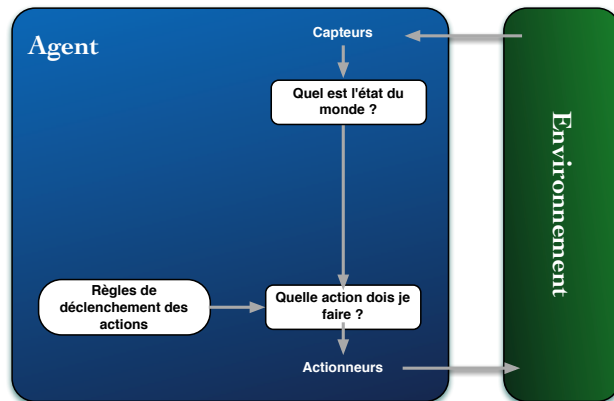 Agent
Capteurs
Quel est l'état du
monde ?
Environnement
Règles de
déclenchement des
actions
Quelle action dois je
faire ?
Actionneurs